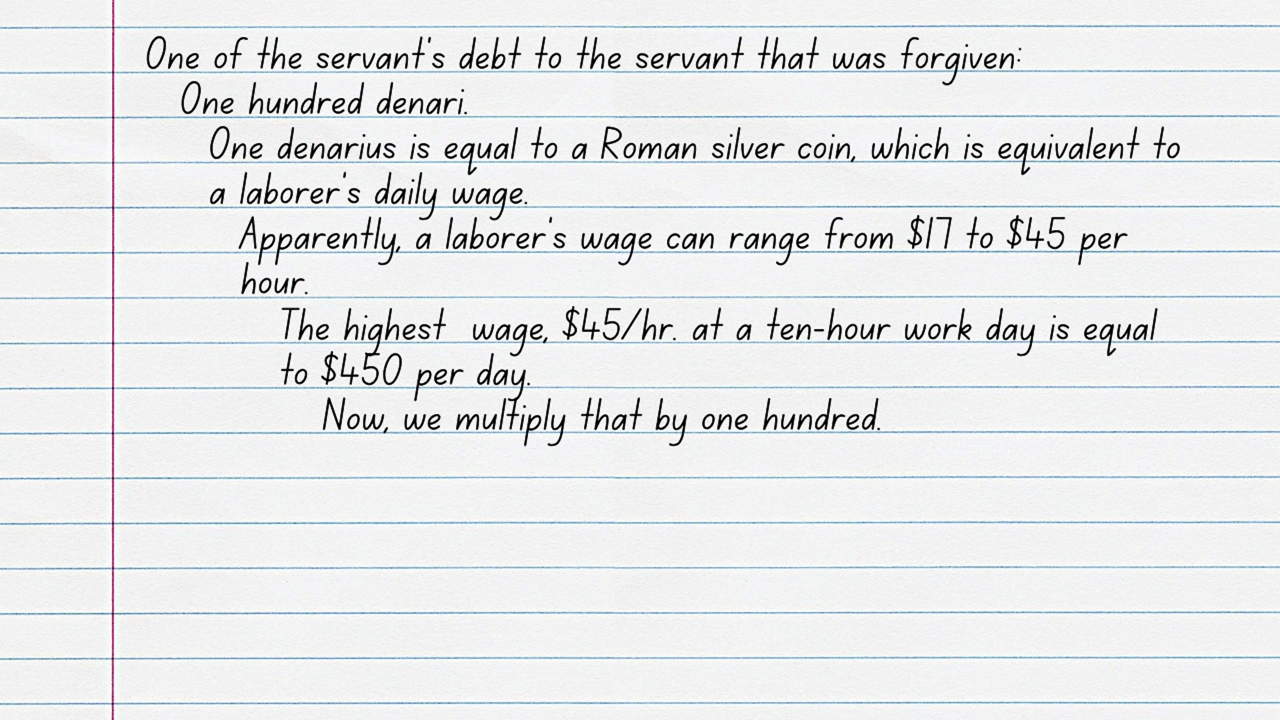 One of the servant's debt to the servant that was forgiven:
One hundred denari.
One denarius is equal to a Roman silver coin, which is equivalent to
a laborer's daily wage.
Apparently, a laborer's wage can range from $17 to $45 per
hour.
The highest wage, $45/hr. at a ten-hour work day is equal
to $450 per day.
Now, we multiply that by one hundred.